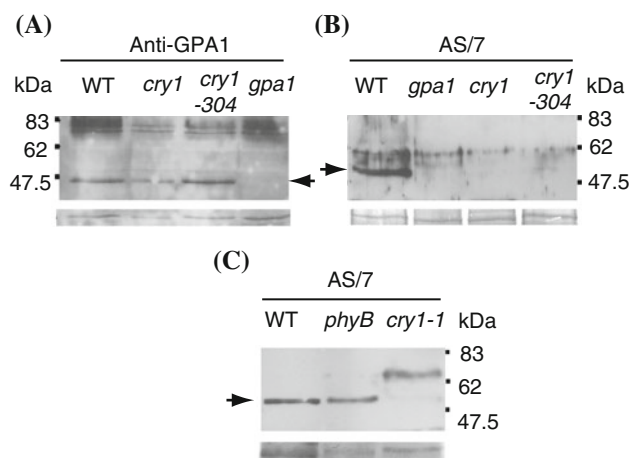 (A)
Anti-GPA1
kDa WT cry1 cry1 -304 gpa1
83
62
47.5
(B)
AS/7
WT gpa1 cry1 cry1 -304 kDa
83
62
47.5
(C)
AS/7
WT phyB cry1-1 kDa
83
62
47.5